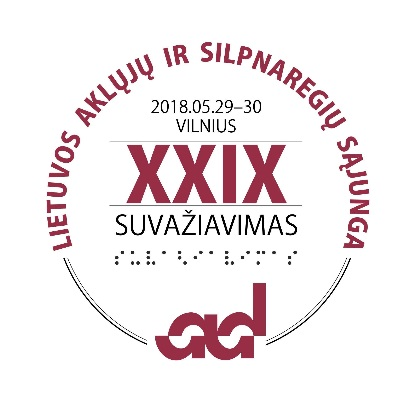 LIETUVOS AKLŲJŲ IR SILPNAREGIŲ SĄJUNGA
2018.05.29–30
VILNIUS
XXIX
SUVAŽIAVIMAS
ad